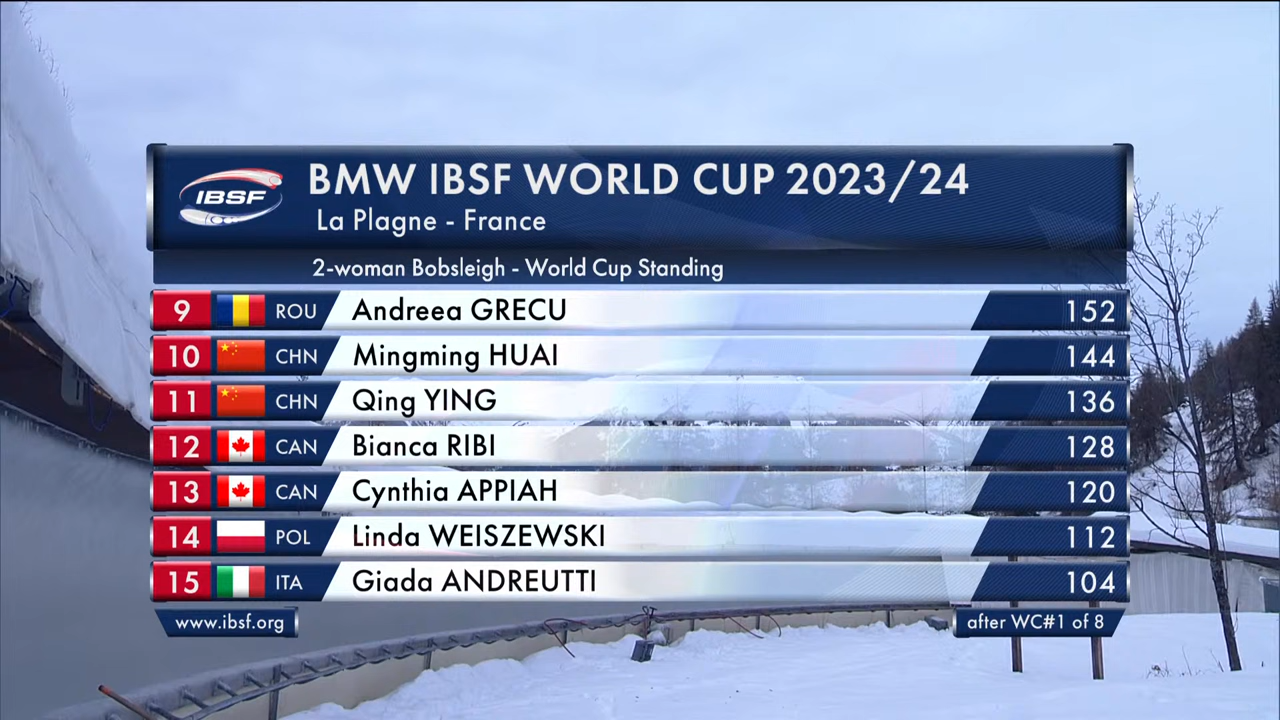 IBSF
BMW IBSF WORLD CUP 2023/24
La Plagne - France
2-woman Bobsleigh - World Cup Standing
9 ROU Andreea GRECU 152
10 CHN Mingming HUAI 144
11 CHN Qing YING 136
12 CAN Bianca RIBI 128
13 CAN Cynthia APPIAH 120
14 POL Linda WEISZEWSKI 112
15 ITA Giada ANDREUTTI 104
www.ibsf.org after WC#1 of 8